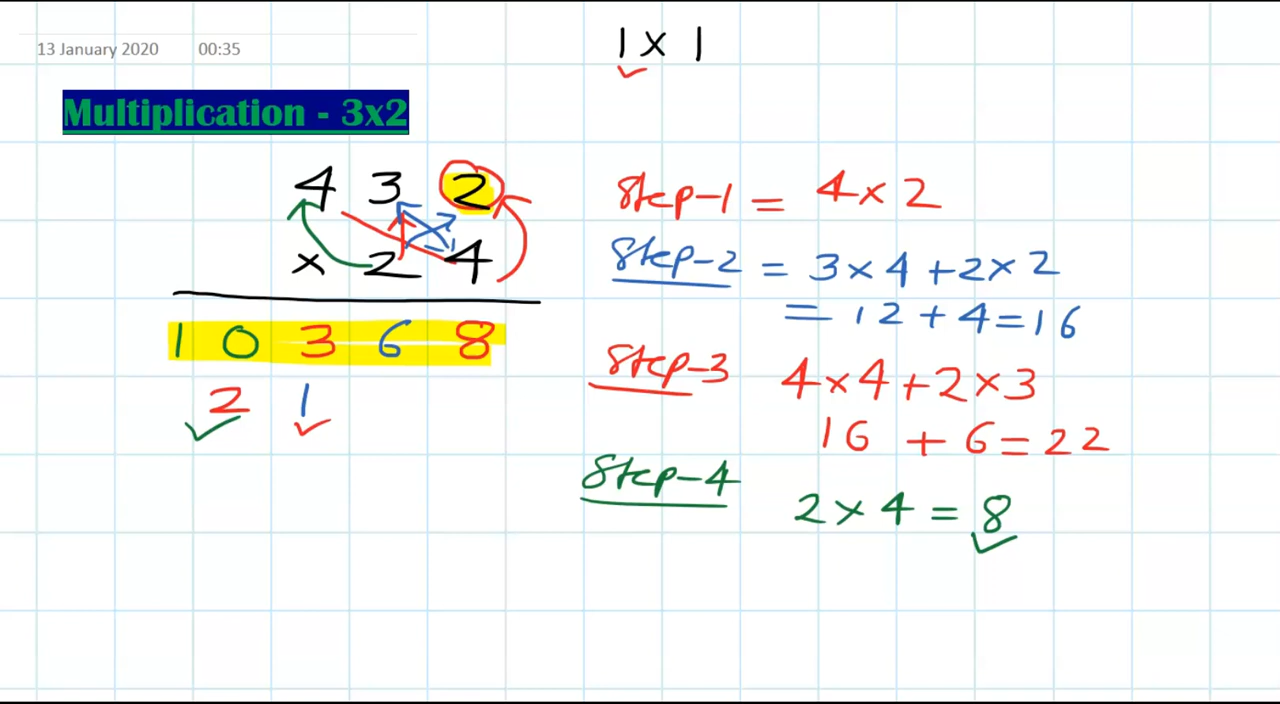 13 January 2020 00:35
1 x 1
Multiplication - 3x2
4 3 2
x 2 4
1 0 3 6 8
2 1
Step-1 = 4 x 2
Step-2 = 3 x 4 + 2 x 2
= 12 + 4 = 16
Step-3 4 x 4 + 2 x 3
16 + 6 = 22
Step-4 2 x 4 = 8